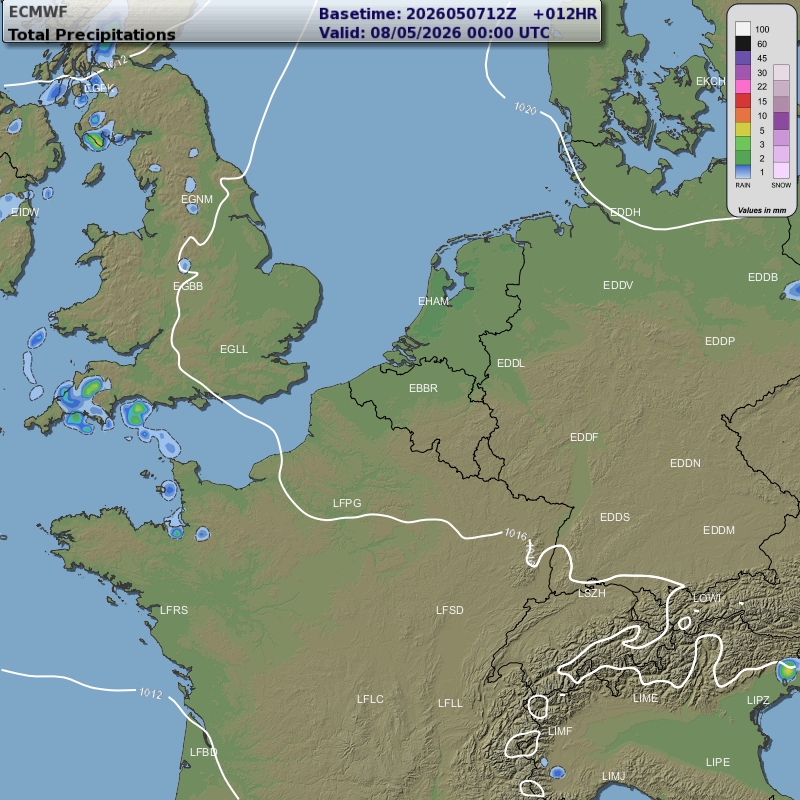 ECMWF
Total Precipitations
Basetime: 2026050712Z +012HR
Valid: 08/05/2026 00:00 UTC
100
60
45
30
22
15
10
5
3
2
1
RAIN SNOW
Values in mm
1012
EKCH
1020
EGNM
EIDW
EDDH
EDDB
EGBB
EDDV
EHAM
EDDP
EGLL
EDDL
EBBR
EDDF
EDDN
LFPG
EDDS
EDDM
1016
LSZH
LOWI
LFRS
LFSD
1012
LFLC
LFLL
LIME
LIPZ
LIMF
LFBD
LIPE
LIMJ